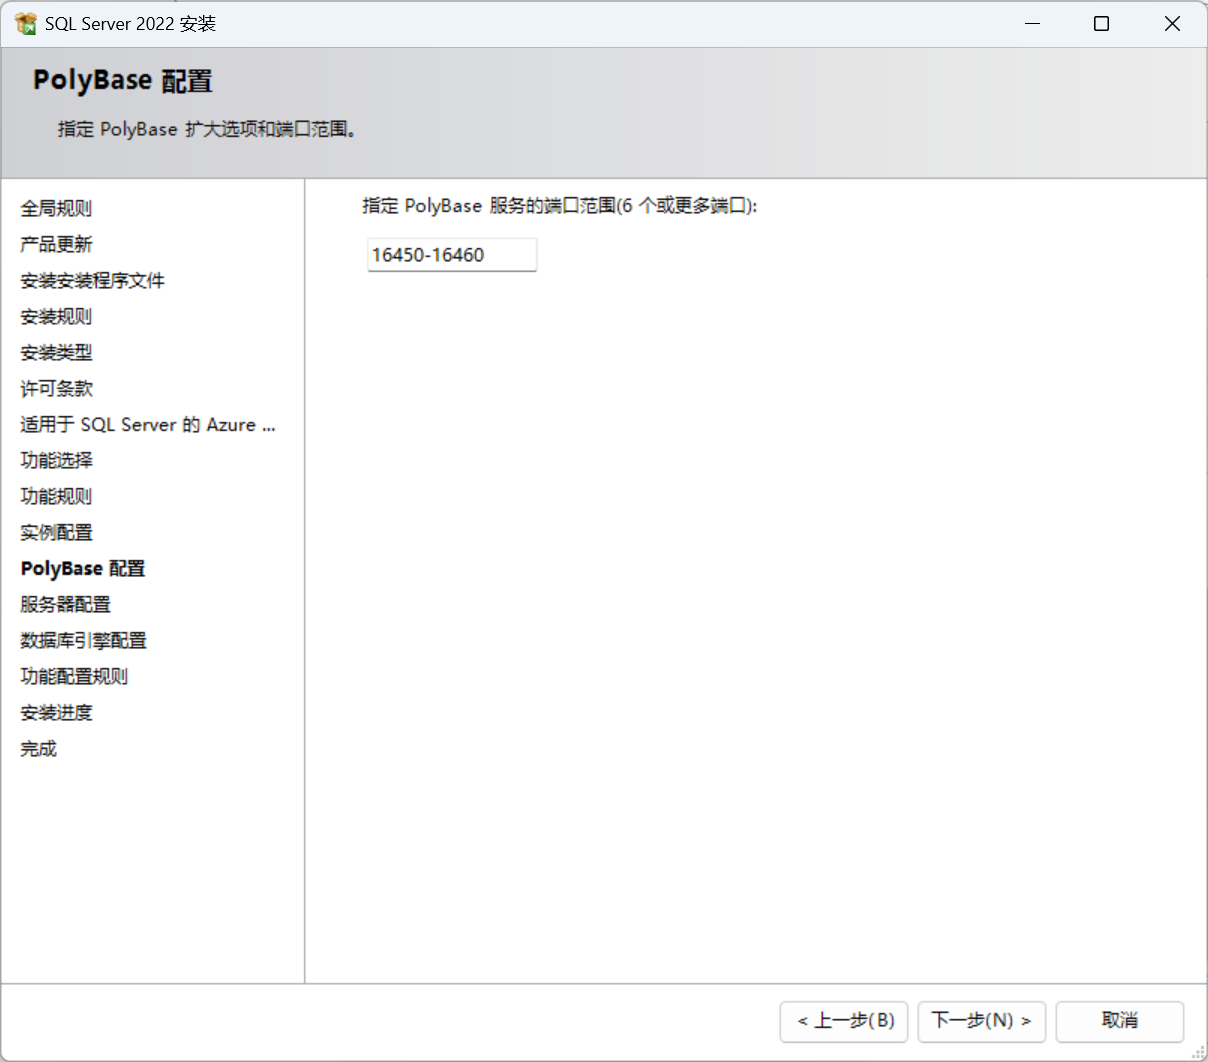 SQL Server 2022 安装
PolyBase 配置
指定 PolyBase 扩大选项和端口范围。
全局规则
产品更新
安装安装程序文件
安装规则
安装类型
许可条款
适用于 SQL Server 的 Azure ...
功能选择
功能规则
实例配置
PolyBase 配置
服务器配置
数据库引擎配置
功能配置规则
安装进度
完成
指定 PolyBase 服务的端口范围(6 个或更多端口):
16450-16460
< 上一步(B)
下一步(N) >
取消